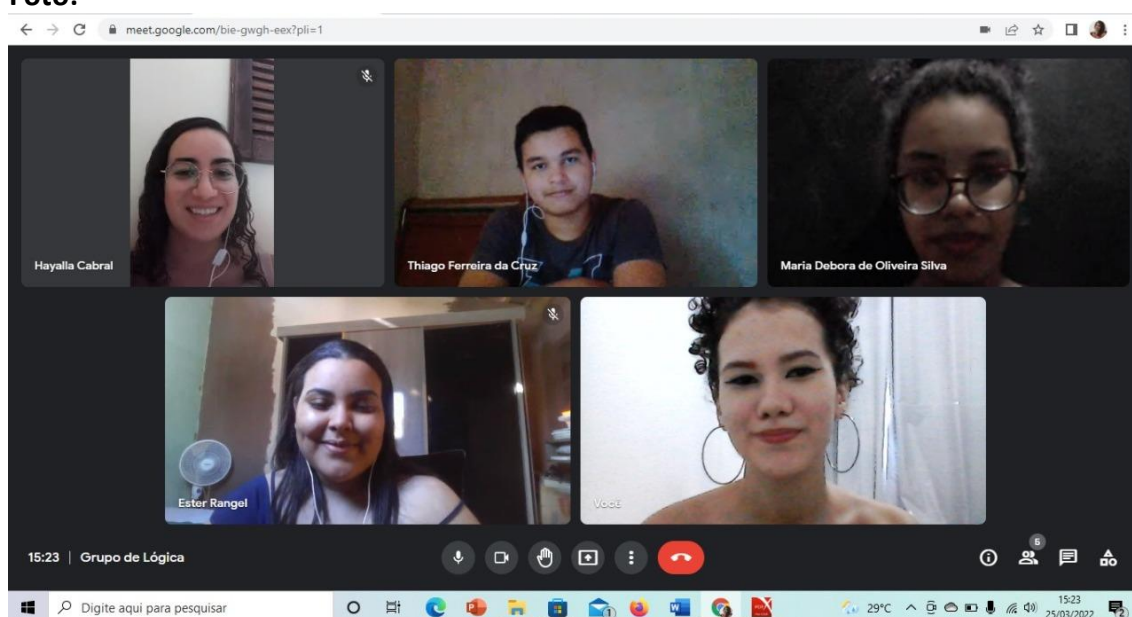 Foto:
meet.google.com/bie-gwgh-eex?pli=1
Hayalla Cabral
Thiago Ferreira da Cruz
Maria Debora de Oliveira Silva
Ester Rangel
Você
15:23 | Grupo de Lógica
5
Digite aqui para pesquisar
29°C
15:23
25/03/2022